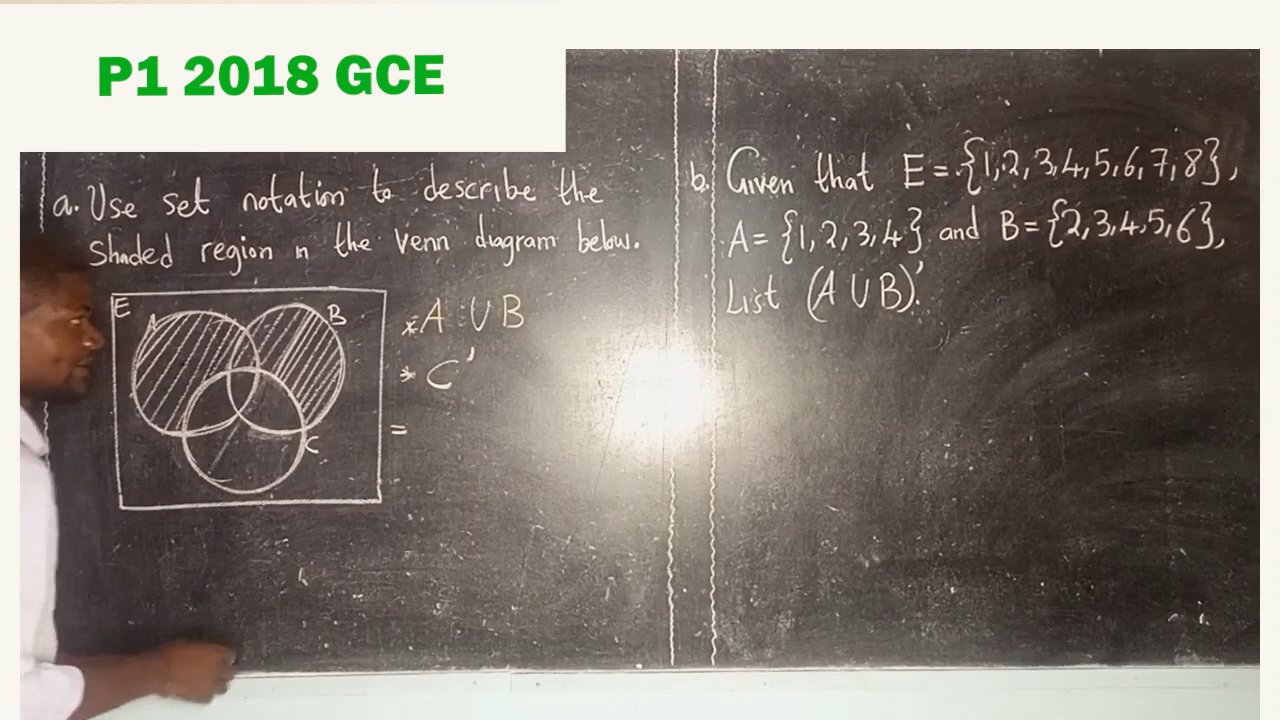 P1 2018 GCE
a. Use set notation to describe the
shaded region in the Venn diagram below.
E
A
B
C
* A ∪ B
* C'
=
b. Given that E = {1,2,3,4,5,6,7,8},
A = {1,2,3,4} and B = {2,3,4,5,6},
List (A ∪ B)'.